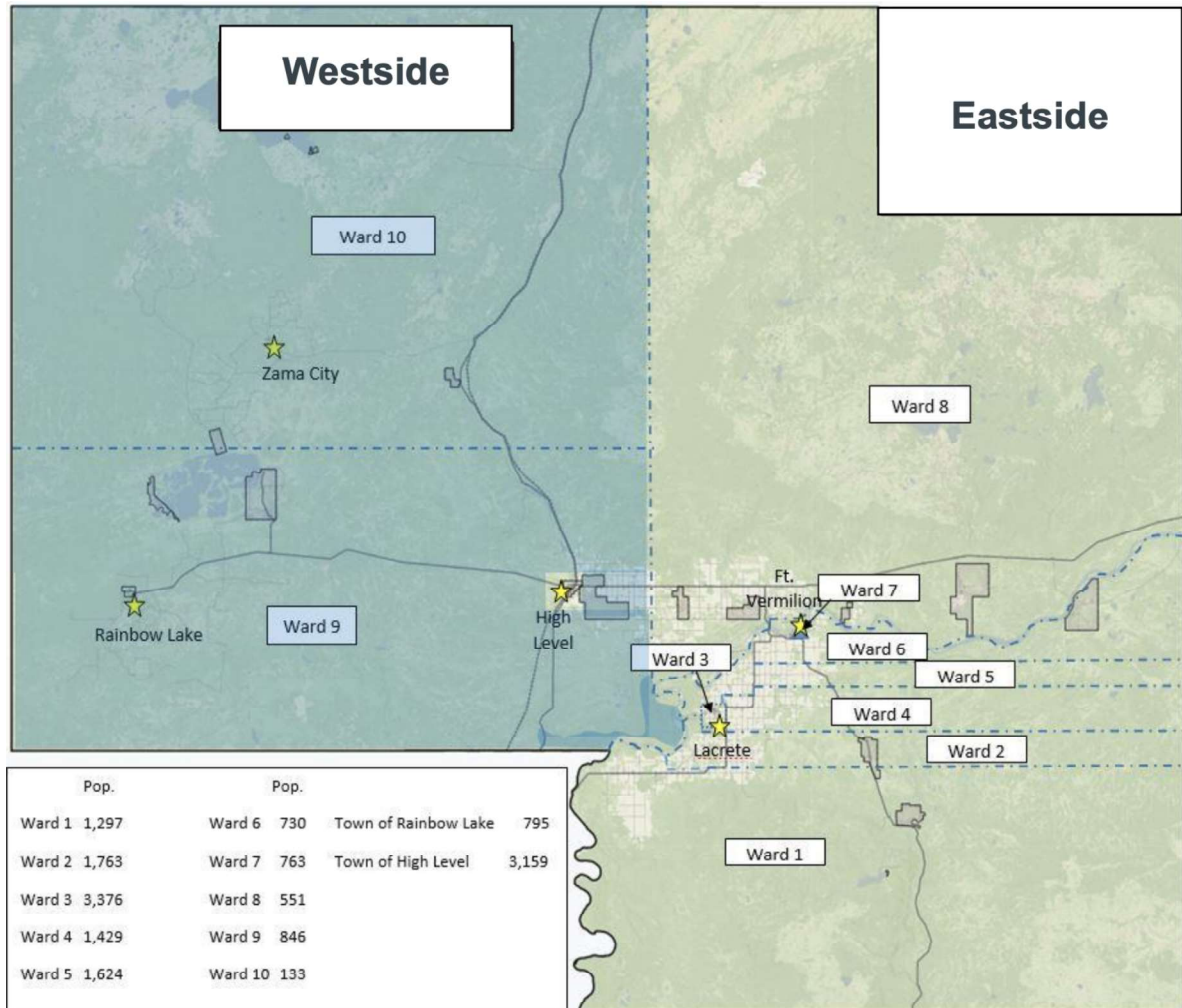 Westside
Eastside
Ward 10
Zama City
Ward 8
Ft.
Vermilion
Ward 7
Rainbow Lake
Ward 9
High
Level
Ward 3
Ward 6
Ward 5
Ward 4
Lacrete
Ward 2
Ward 1
Pop. Pop.
Ward 1 1,297 Ward 6 730 Town of Rainbow Lake 795
Ward 2 1,763 Ward 7 763 Town of High Level 3,159
Ward 3 3,376 Ward 8 551
Ward 4 1,429 Ward 9 846
Ward 5 1,624 Ward 10 133